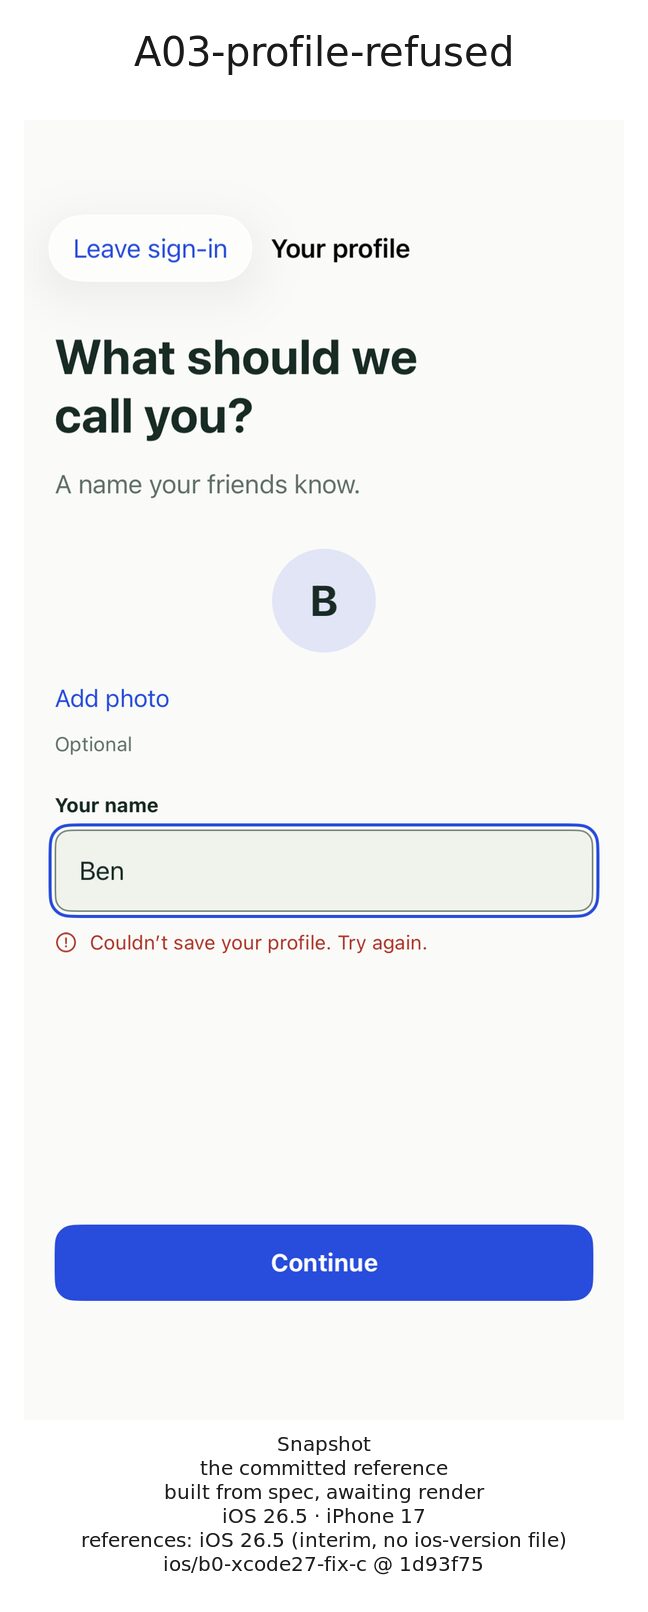 A03-profile-refused
Leave sign-in
Your profile
What should we
call you?
A name your friends know.
B
Add photo
Optional
Your name
Ben
Couldn’t save your profile. Try again.
Continue
Snapshot
the committed reference
built from spec, awaiting render
iOS 26.5 · iPhone 17
references: iOS 26.5 (interim, no ios-version file)
ios/b0-xcode27-fix-c @ 1d93f75